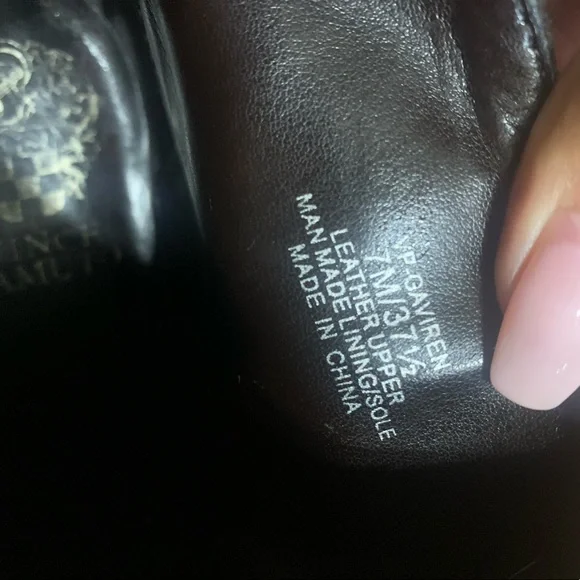 VP-GAVIREN
7M/37½
LEATHER UPPER
MAN MADE LINING/SOLE
MADE IN CHINA